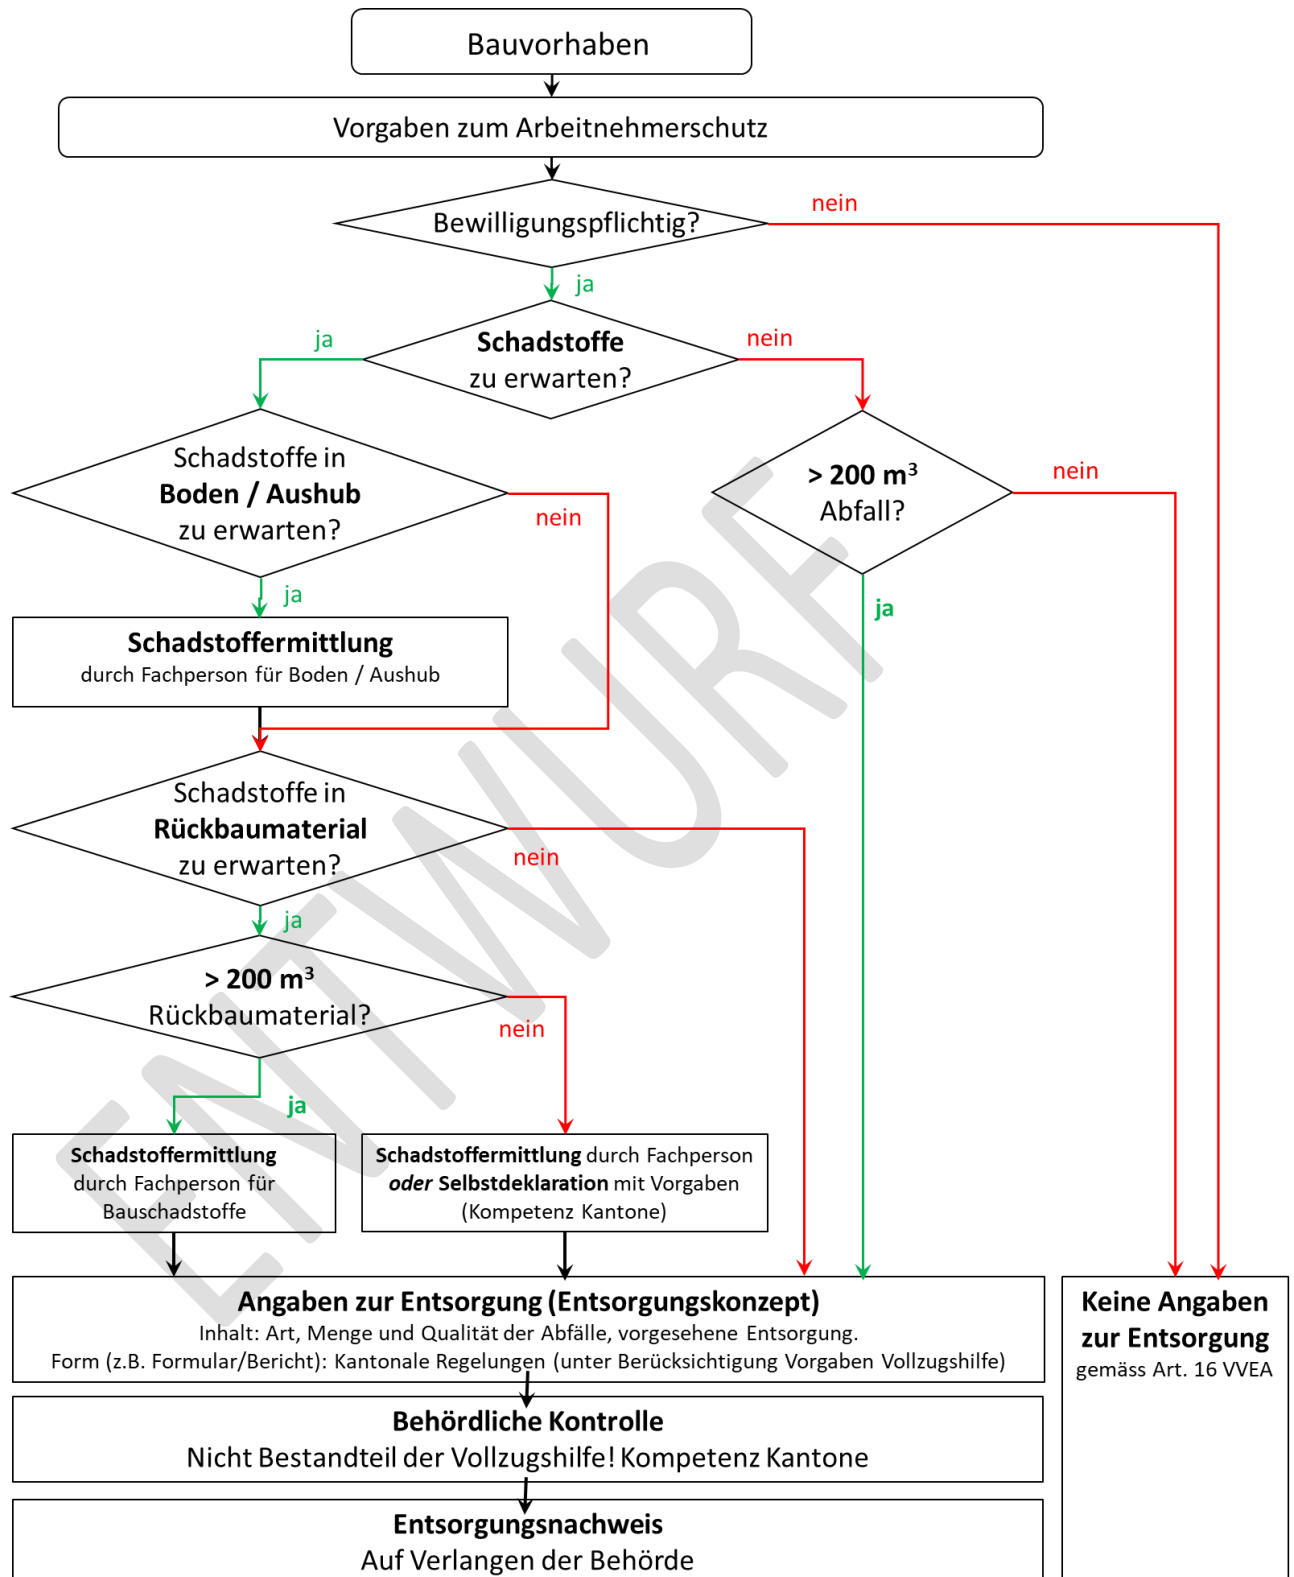 Bauvorhaben
Vorgaben zum Arbeitnehmerschutz
Bewilligungspflichtig?
nein
ja
Schadstoffe
zu erwarten?
ja
nein
Schadstoffe in
Boden / Aushub
zu erwarten?
nein
ja
> 200 m³
Abfall?
nein
ja
Schadstoffermittlung
durch Fachperson für Boden / Aushub
Schadstoffe in
Rückbaumaterial
zu erwarten?
nein
ja
> 200 m³
Rückbaumaterial?
nein
ja
Schadstoffermittlung
durch Fachperson für
Bauschadstoffe
Schadstoffermittlung durch Fachperson
oder Selbstdeklaration mit Vorgaben
(Kompetenz Kantone)
Angaben zur Entsorgung (Entsorgungskonzept)
Inhalt: Art, Menge und Qualität der Abfälle, vorgesehene Entsorgung.
Form (z.B. Formular/Bericht): Kantonale Regelungen (unter Berücksichtigung Vorgaben Vollzugshilfe)
Keine Angaben
zur Entsorgung
gemäss Art. 16 VVEA
Behördliche Kontrolle
Nicht Bestandteil der Vollzugshilfe! Kompetenz Kantone
Entsorgungsnachweis
Auf Verlangen der Behörde
ENTWURF